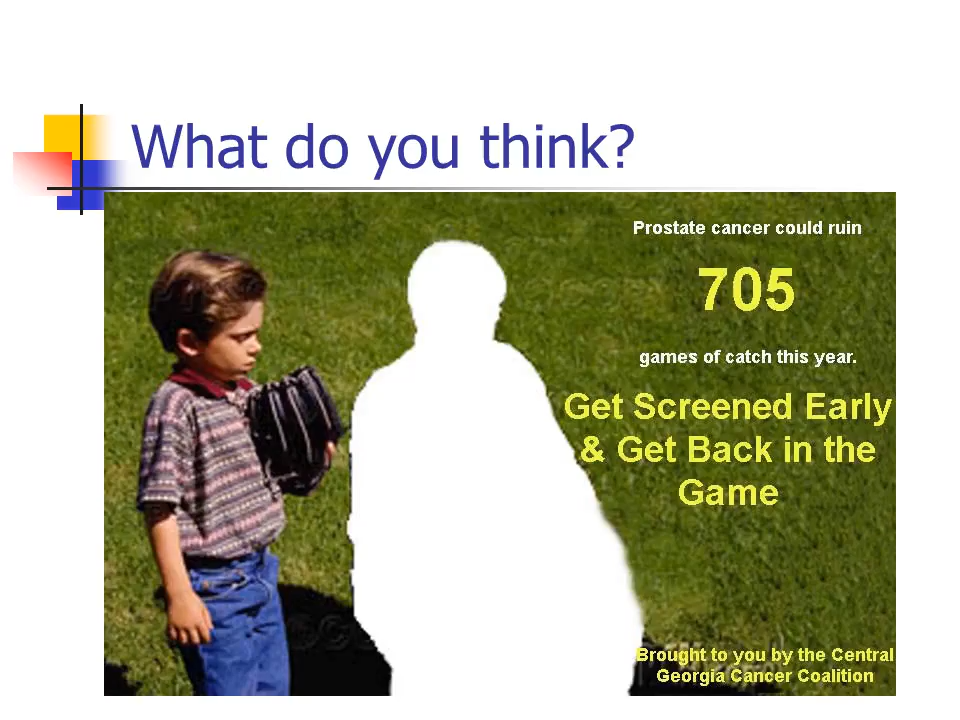 What do you think?
Prostate cancer could ruin
705
games of catch this year.
Get Screened Early
& Get Back in the
Game
Brought to you by the Central
Georgia Cancer Coalition